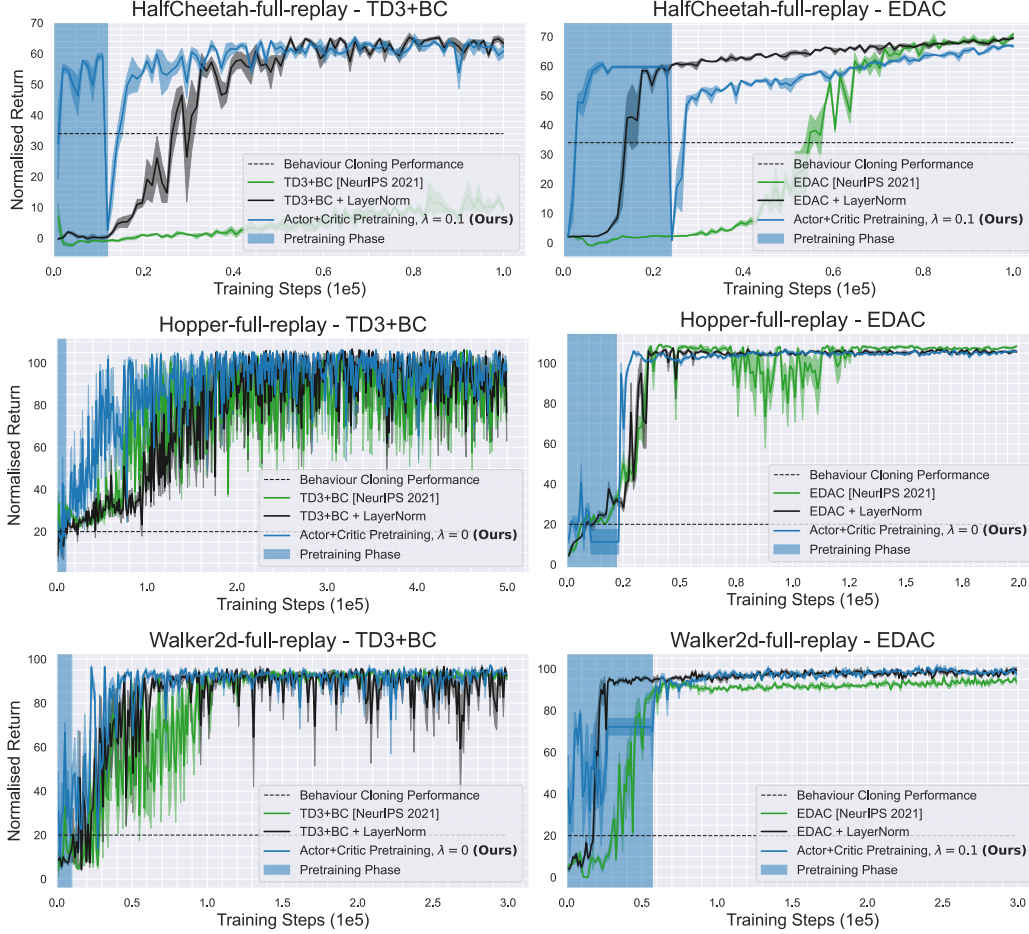 HalfCheetah-full-replay - TD3+BC
Normalised Return
70
60
50
40
30
20
10
0
Behaviour Cloning Performance
TD3+BC [NeurIPS 2021]
TD3+BC + LayerNorm
Actor+Critic Pretraining, λ = 0.1 (Ours)
Pretraining Phase
0.0 0.2 0.4 0.6 0.8 1.0
Training Steps (1e5)
HalfCheetah-full-replay - EDAC
70
60
50
40
30
20
10
0
Behaviour Cloning Performance
EDAC [NeurIPS 2021]
EDAC + LayerNorm
Actor+Critic Pretraining, λ = 0.1 (Ours)
Pretraining Phase
0.0 0.2 0.4 0.6 0.8 1.0
Training Steps (1e5)
Hopper-full-replay - TD3+BC
Normalised Return
100
80
60
40
20
0
Behaviour Cloning Performance
TD3+BC [NeurIPS 2021]
TD3+BC + LayerNorm
Actor+Critic Pretraining, λ = 0 (Ours)
Pretraining Phase
0.0 1.0 2.0 3.0 4.0 5.0
Training Steps (1e5)
Hopper-full-replay - EDAC
100
80
60
40
20
0
Behaviour Cloning Performance
EDAC [NeurIPS 2021]
EDAC + LayerNorm
Actor+Critic Pretraining, λ = 0 (Ours)
Pretraining Phase
0.0 0.2 0.5 0.8 1.0 1.2 1.5 1.8 2.0
Training Steps (1e5)
Walker2d-full-replay - TD3+BC
Normalised Return
100
80
60
40
20
0
Behaviour Cloning Performance
TD3+BC [NeurIPS 2021]
TD3+BC + LayerNorm
Actor+Critic Pretraining, λ = 0 (Ours)
Pretraining Phase
0.0 0.5 1.0 1.5 2.0 2.5 3.0
Training Steps (1e5)
Walker2d-full-replay - EDAC
100
80
60
40
20
0
Behaviour Cloning Performance
EDAC [NeurIPS 2021]
EDAC + LayerNorm
Actor+Critic Pretraining, λ = 0.1 (Ours)
Pretraining Phase
0.0 0.5 1.0 1.5 2.0 2.5 3.0
Training Steps (1e5)